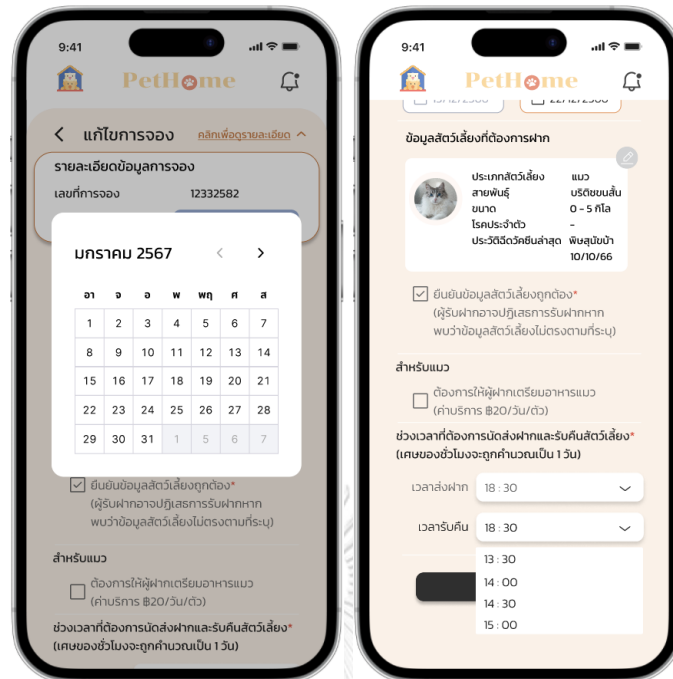 9:41
PetHome
แก้ไขการจอง
คลิกเพื่อดูรายละเอียด
รายละเอียดข้อมูลการจอง
เลขที่การจอง 12332582
มกราคม 2567
อา จ อ พ พฤ ศ ส
1 2 3 4 5 6 7
8 9 10 11 12 13 14
15 16 17 18 19 20 21
22 23 24 25 26 27 28
29 30 31 1 5 6 7
ยืนยันข้อมูลสัตว์เลี้ยงถูกต้อง*
(ผู้รับฝากอาจปฏิเสธการรับฝากหาก
พบว่าข้อมูลสัตว์เลี้ยงไม่ตรงตามที่ระบุ)
สำหรับแมว
ต้องการให้ผู้ฝากเตรียมอาหารแมว
(ค่าบริการ ฿20/วัน/ตัว)
ช่วงเวลาที่ต้องการนัดส่งฝากและรับคืนสัตว์เลี้ยง*
(เศษของชั่วโมงจะถูกคำนวณเป็น 1 วัน)
9:41
PetHome
ข้อมูลสัตว์เลี้ยงที่ต้องการฝาก
ประเภทสัตว์เลี้ยง แมว
สายพันธุ์ บริติชขนสั้น
ขนาด 0 - 5 กิโล
โรคประจำตัว -
ประวัติฉีดวัคซีนล่าสุด พิษสุนัขบ้า
10/10/66
ยืนยันข้อมูลสัตว์เลี้ยงถูกต้อง*
(ผู้รับฝากอาจปฏิเสธการรับฝากหาก
พบว่าข้อมูลสัตว์เลี้ยงไม่ตรงตามที่ระบุ)
สำหรับแมว
ต้องการให้ผู้ฝากเตรียมอาหารแมว
(ค่าบริการ ฿20/วัน/ตัว)
ช่วงเวลาที่ต้องการนัดส่งฝากและรับคืนสัตว์เลี้ยง*
(เศษของชั่วโมงจะถูกคำนวณเป็น 1 วัน)
เวลาส่งฝาก 18 : 30
เวลารับคืน 18 : 30
13 : 30
14 : 00
14 : 30
15 : 00